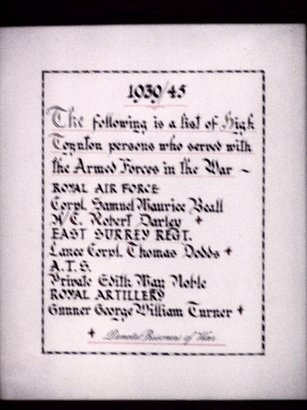 1939/45
The following is a list of High
Toynton persons who served with
the Armed Forces in the War ~
ROYAL AIR FORCE
Corpl. Samuel Maurice Beall
A/C. Robert Darley +
EAST SURREY REGT.
Lance Corpl. Thomas Dodds +
A.T.S.
Private Edith May Noble
ROYAL ARTILLERY
Gunner George William Turner +
+ Denotes Prisoners of War.